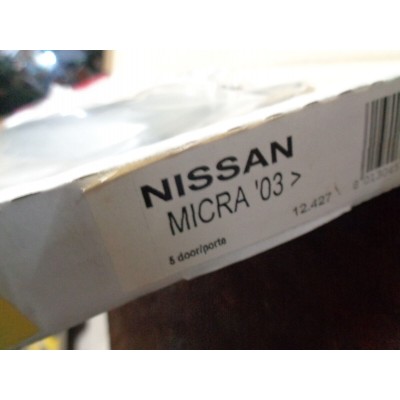 NISSAN
MICRA '03 >
5 door/porte
12.427